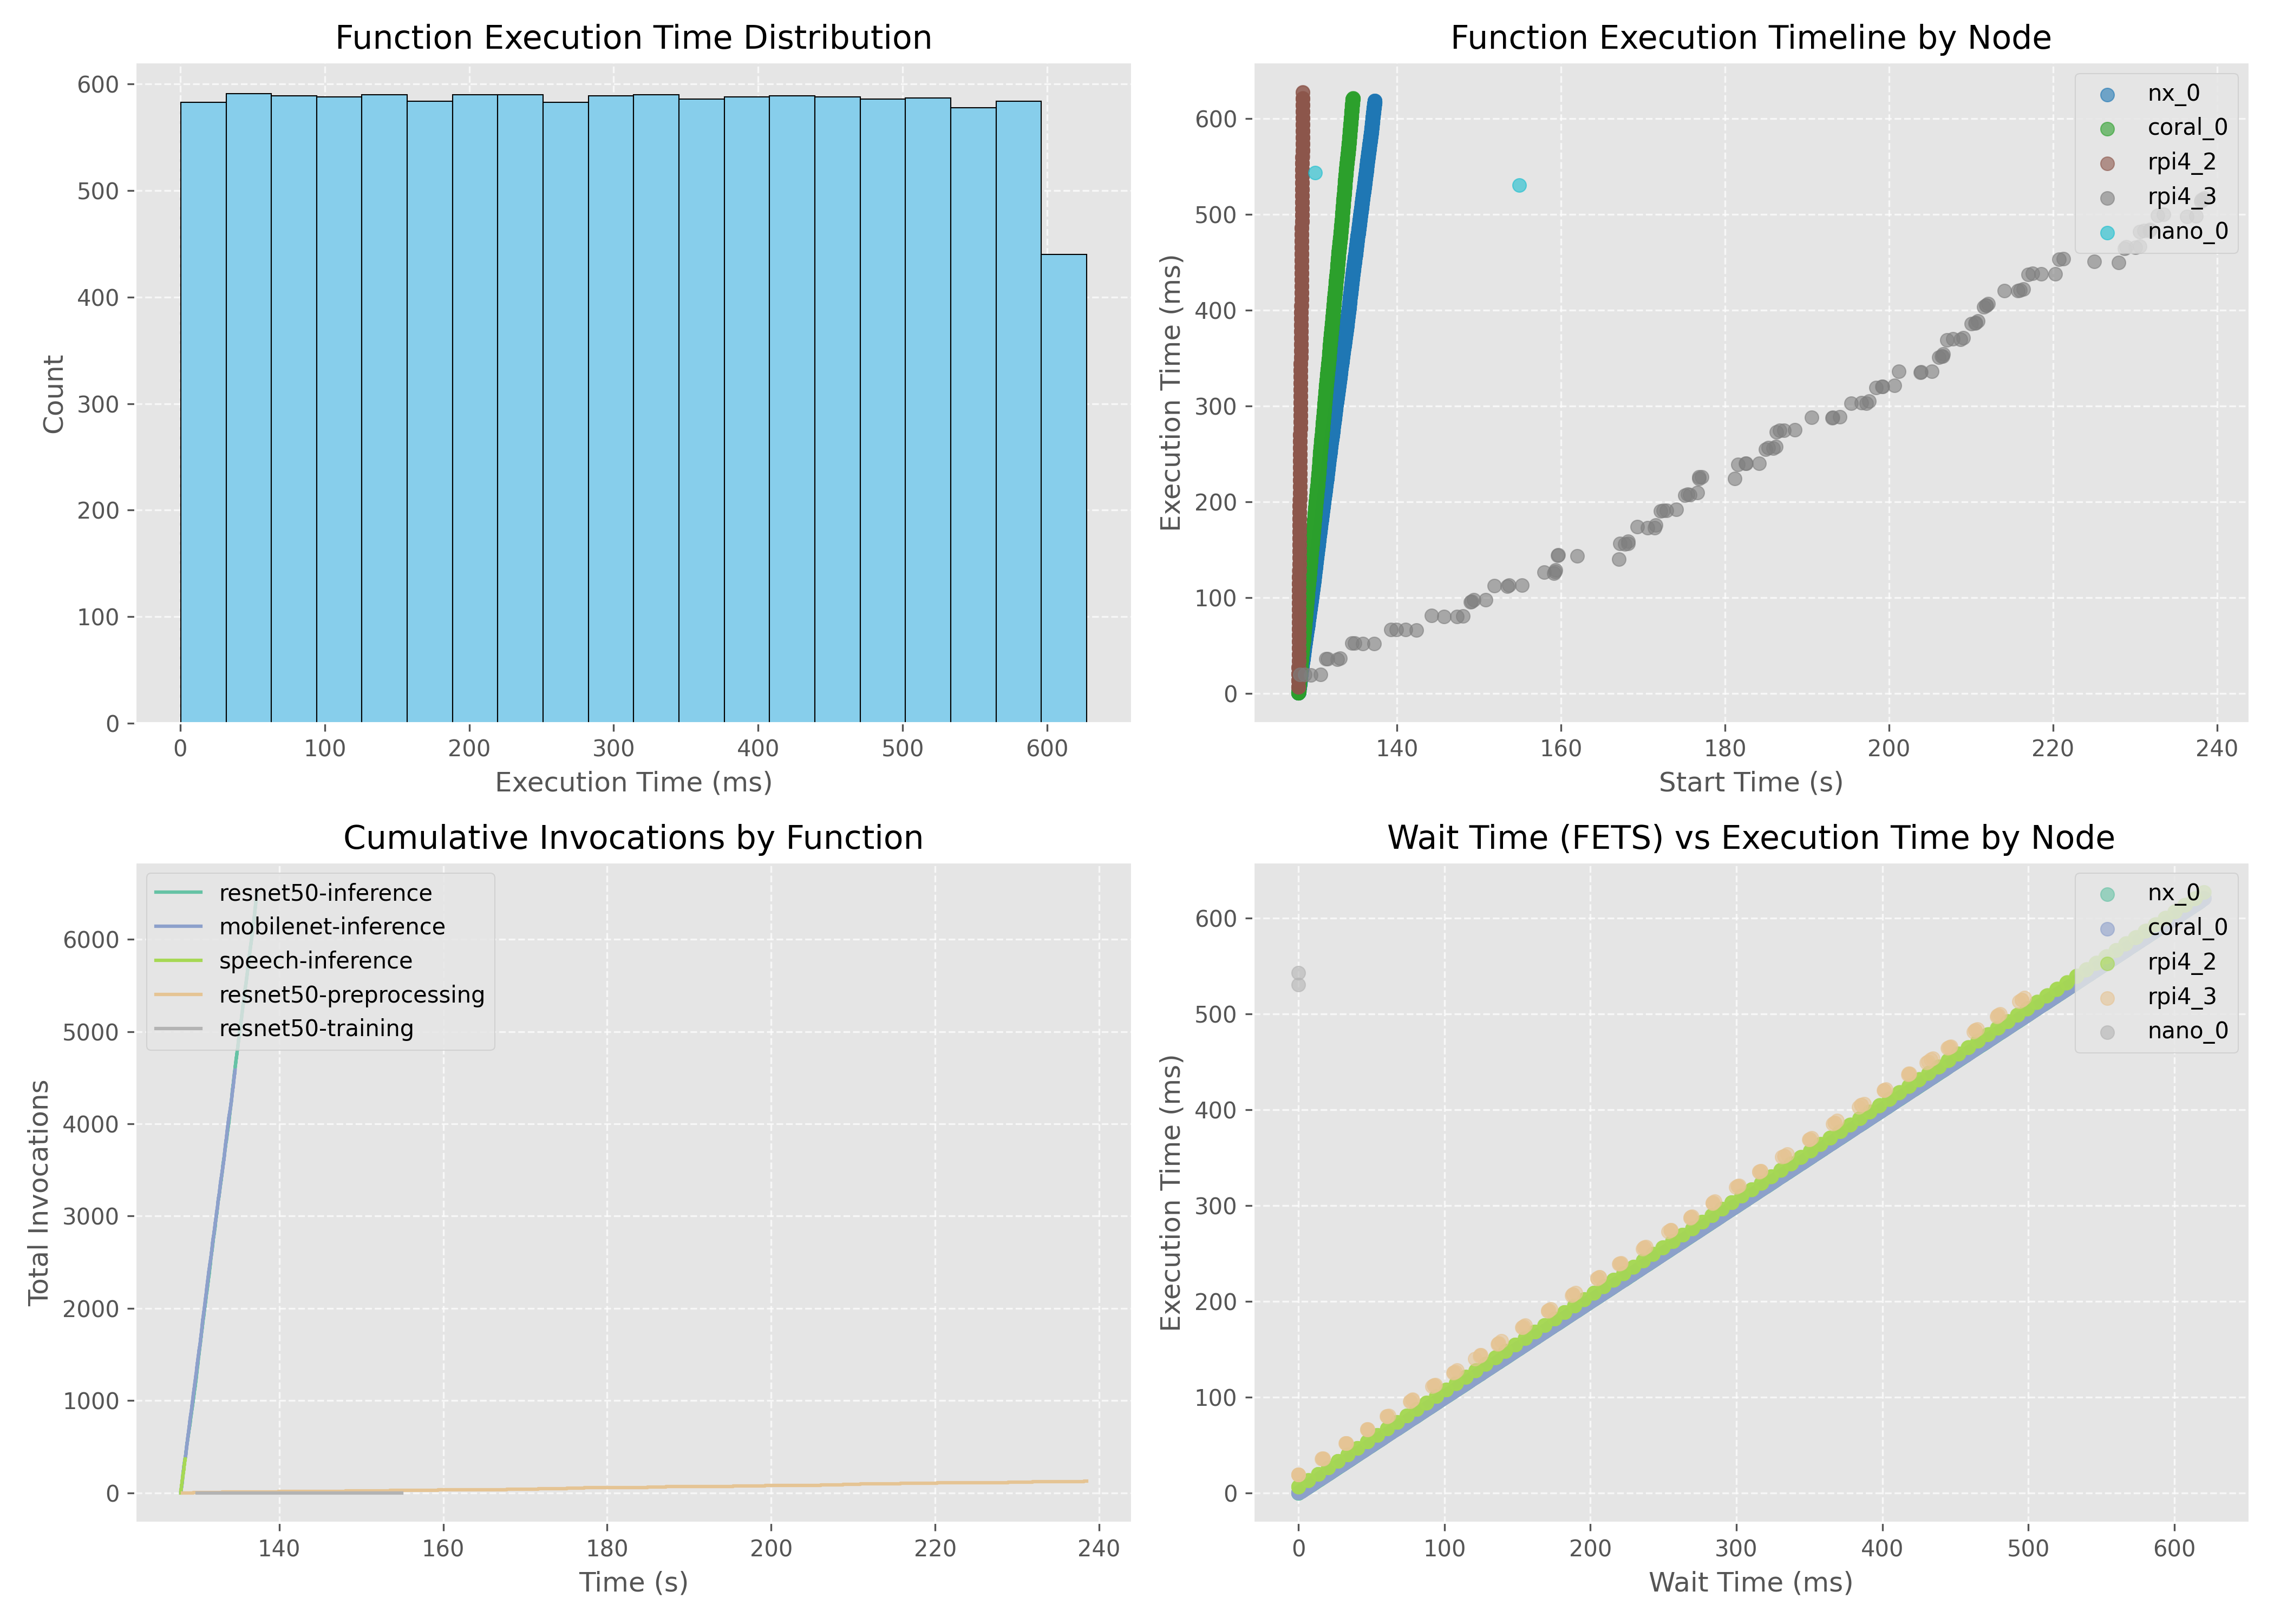 Function Execution Time Distribution
600
500
400
300
200
100
0
Count
0 100 200 300 400 500 600
Execution Time (ms)
Function Execution Timeline by Node
600
500
400
300
200
100
0
Execution Time (ms)
nx_0
coral_0
rpi4_2
rpi4_3
nano_0
140 160 180 200 220 240
Start Time (s)
Cumulative Invocations by Function
6000
5000
4000
3000
2000
1000
0
Total Invocations
resnet50-inference
mobilenet-inference
speech-inference
resnet50-preprocessing
resnet50-training
140 160 180 200 220 240
Time (s)
Wait Time (FETS) vs Execution Time by Node
600
500
400
300
200
100
0
Execution Time (ms)
nx_0
coral_0
rpi4_2
rpi4_3
nano_0
0 100 200 300 400 500 600
Wait Time (ms)